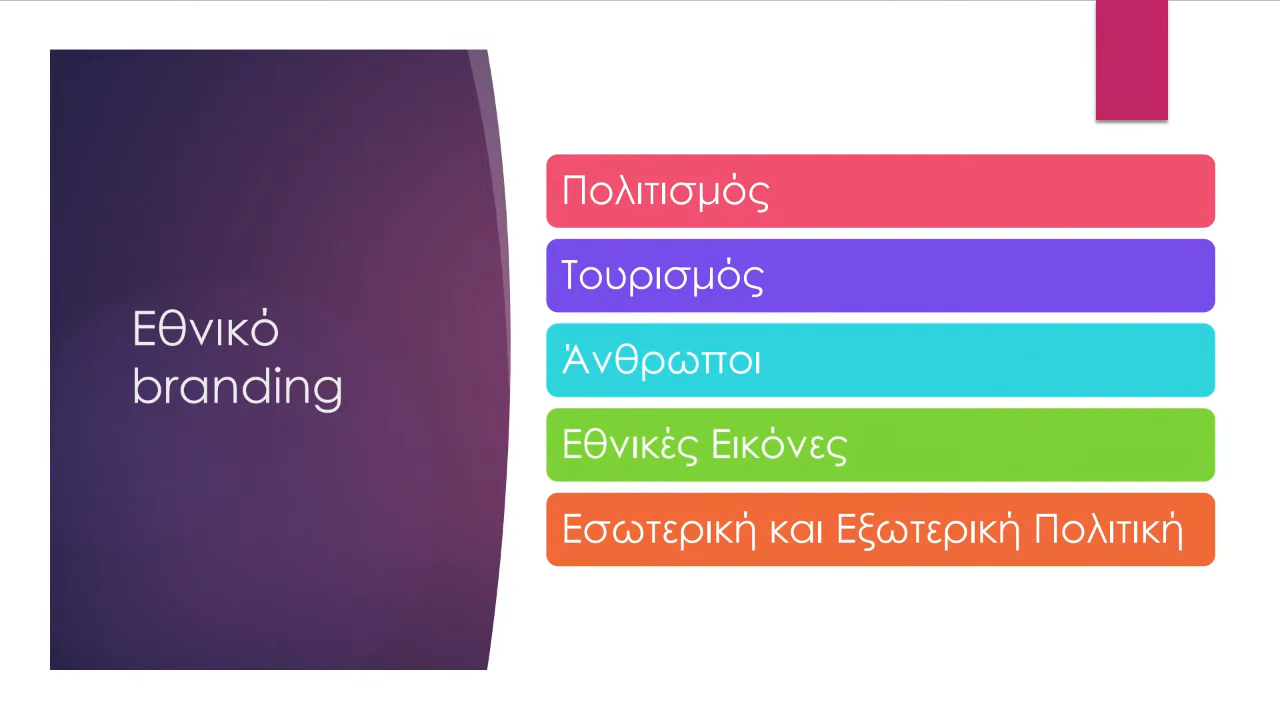 Εθνικό
branding
Πολιτισμός
Τουρισμός
Άνθρωποι
Εθνικές Εικόνες
Εσωτερική και Εξωτερική Πολιτική